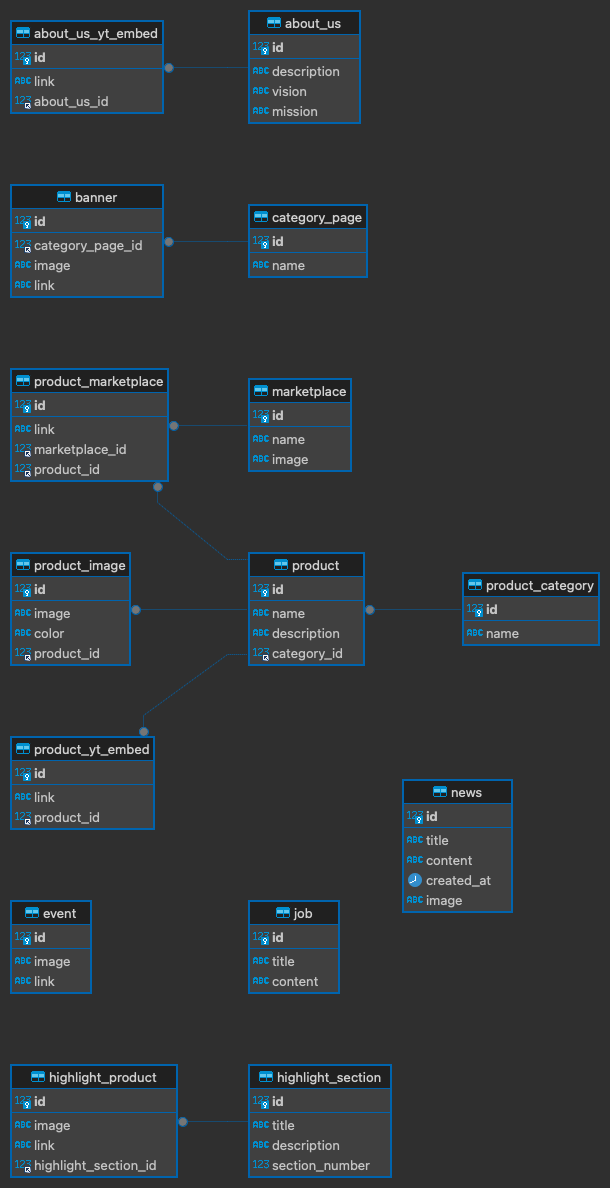 about_us_yt_embed
123 id
ABC link
123 about_us_id
about_us
123 id
ABC description
ABC vision
ABC mission
banner
123 id
123 category_page_id
ABC image
ABC link
category_page
123 id
ABC name
product_marketplace
123 id
ABC link
123 marketplace_id
123 product_id
marketplace
123 id
ABC name
ABC image
product_image
123 id
ABC image
ABC color
123 product_id
product
123 id
ABC name
ABC description
123 category_id
product_category
123 id
ABC name
product_yt_embed
123 id
ABC link
123 product_id
news
123 id
ABC title
ABC content
created_at
ABC image
event
123 id
ABC image
ABC link
job
123 id
ABC title
ABC content
highlight_product
123 id
ABC image
ABC link
123 highlight_section_id
highlight_section
123 id
ABC title
ABC description
123 section_number